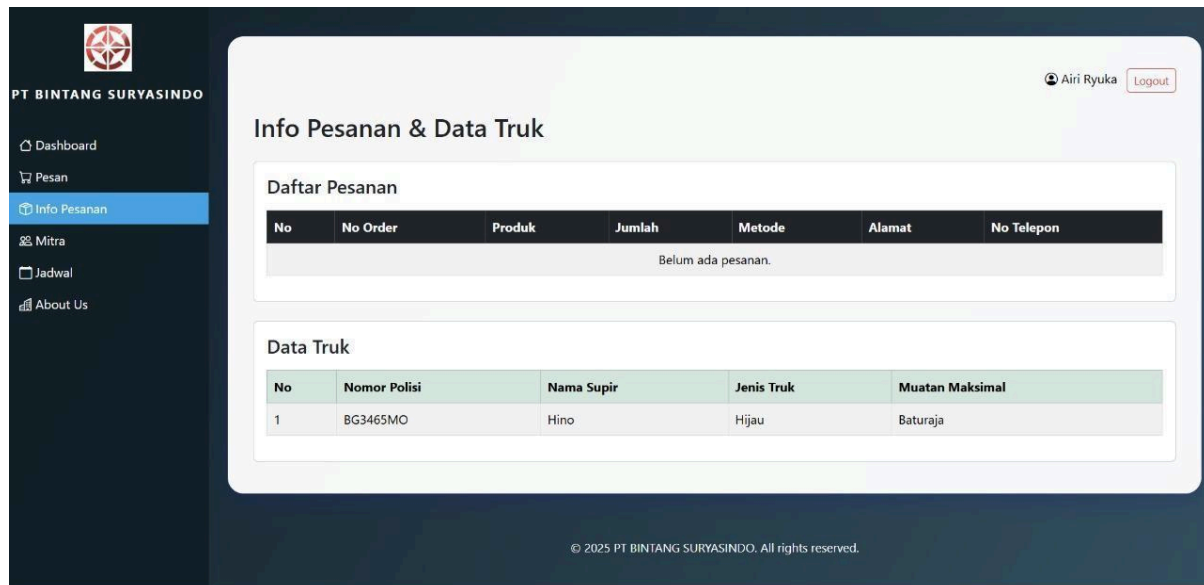 PT BINTANG SURYASINDO
Dashboard
Pesan
Info Pesanan
Mitra
Jadwal
About Us
Airi Ryuka Logout
Info Pesanan & Data Truk
Daftar Pesanan
No No Order Produk Jumlah Metode Alamat No Telepon
Belum ada pesanan.
Data Truk
No Nomor Polisi Nama Supir Jenis Truk Muatan Maksimal
1 BG3465MO Hino Hijau Baturaja
© 2025 PT BINTANG SURYASINDO. All rights reserved.